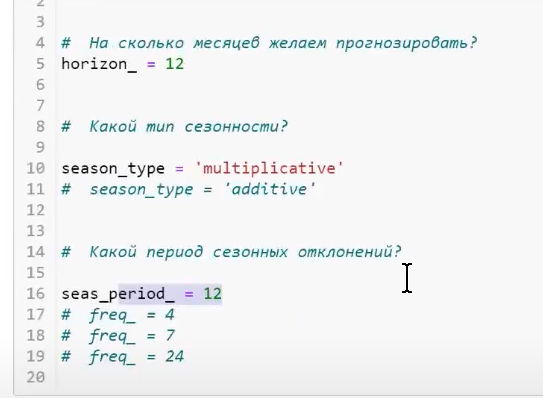 2
3
4 # На сколько месяцев желаем прогнозировать?
5 horizon_ = 12
6
7
8 # Какой тип сезонности?
9
10 season_type = 'multiplicative'
11 # season_type = 'additive'
12
13
14 # Какой период сезонных отклонений?
15
16 seas_period_ = 12
17 # freq_ = 4
18 # freq_ = 7
19 # freq_ = 24
20